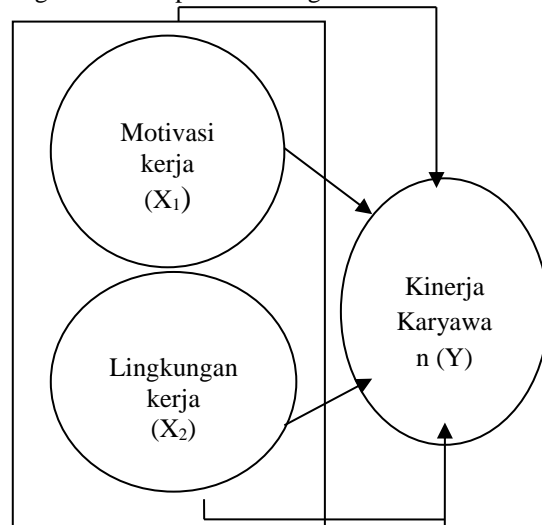 Motivasi
kerja
(X₁)
Kinerja
Karyawa
n (Y)
Lingkungan
kerja
(X₂)